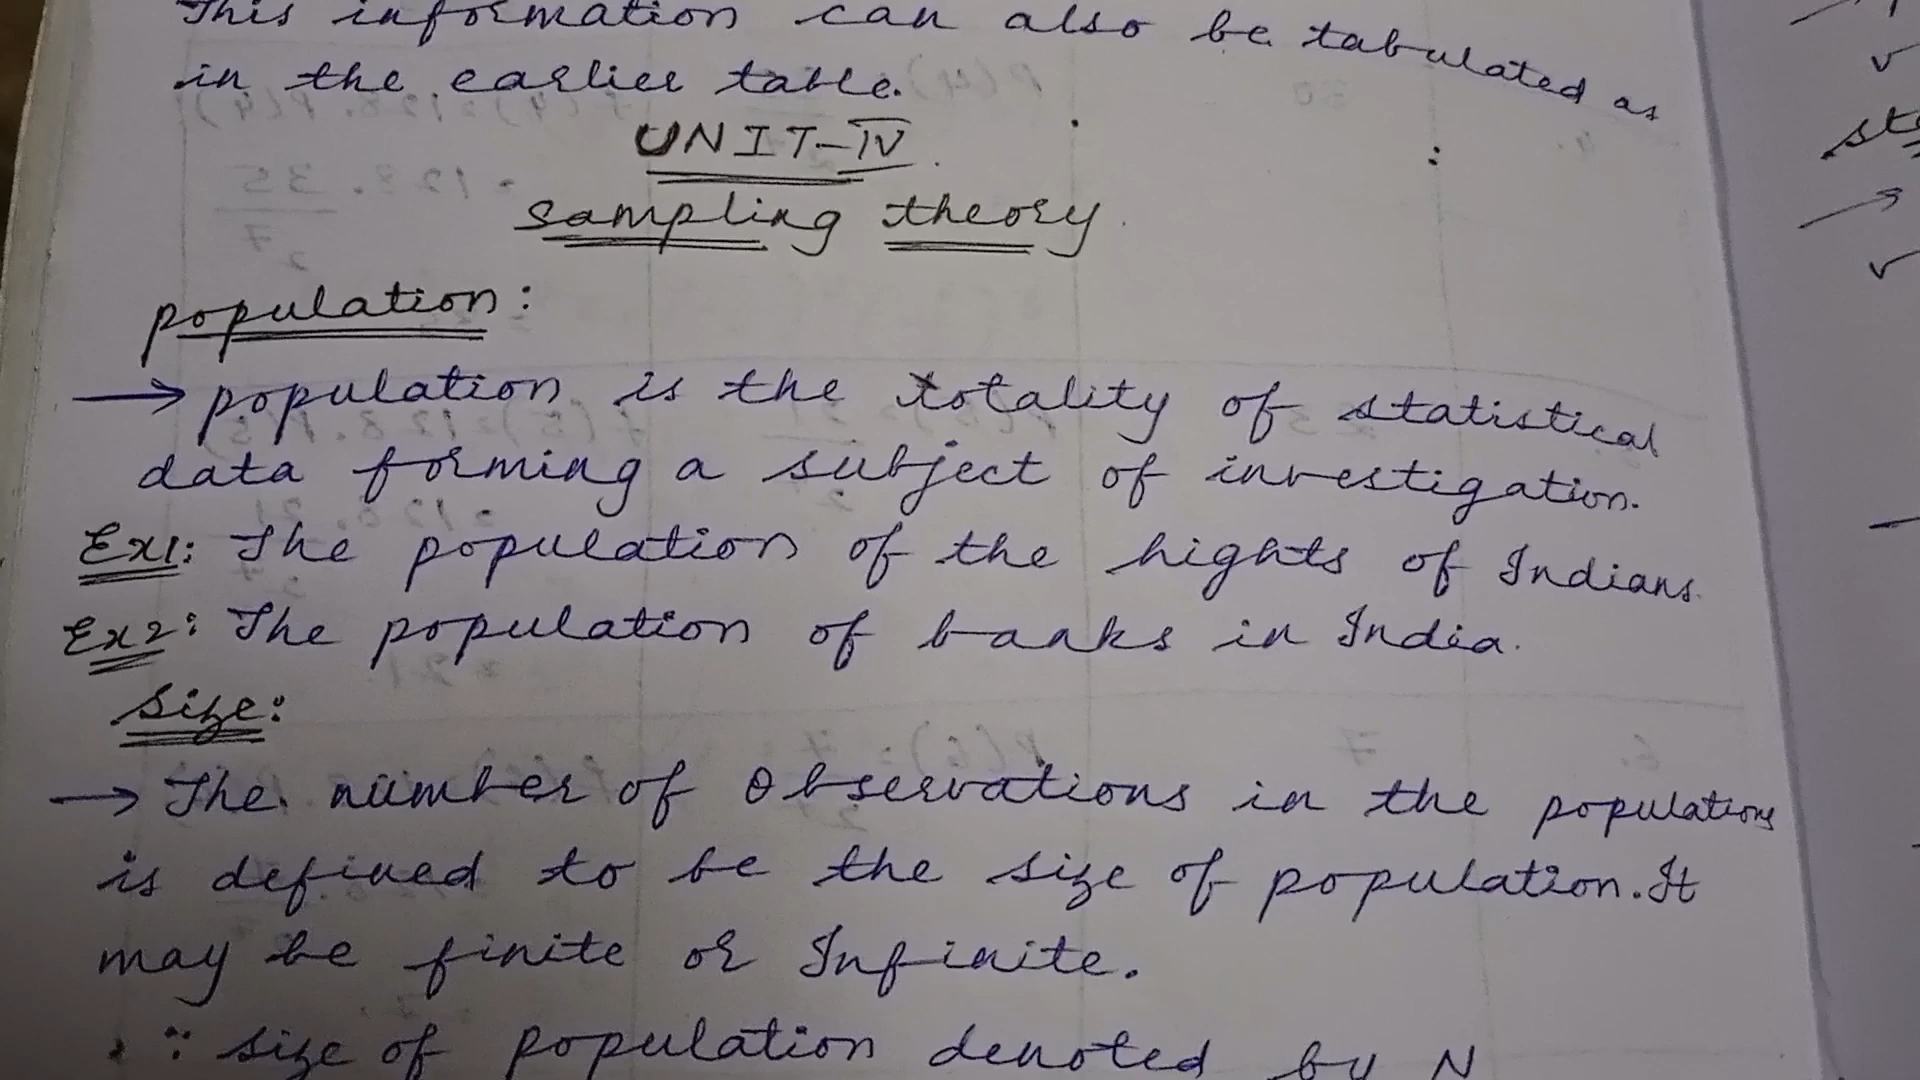 This information can also be tabulated as
in the earlier table.
UNIT-IV
sampling theory
population:
→ population is the totality of statistical
data forming a subject of investigation.
Ex1: The population of the hights of Indians.
Ex2: The population of banks in India.
Size:
→ The number of Observations in the populations
is defined to be the size of population. It
may be finite or Infinite.
∵ size of population denoted by N